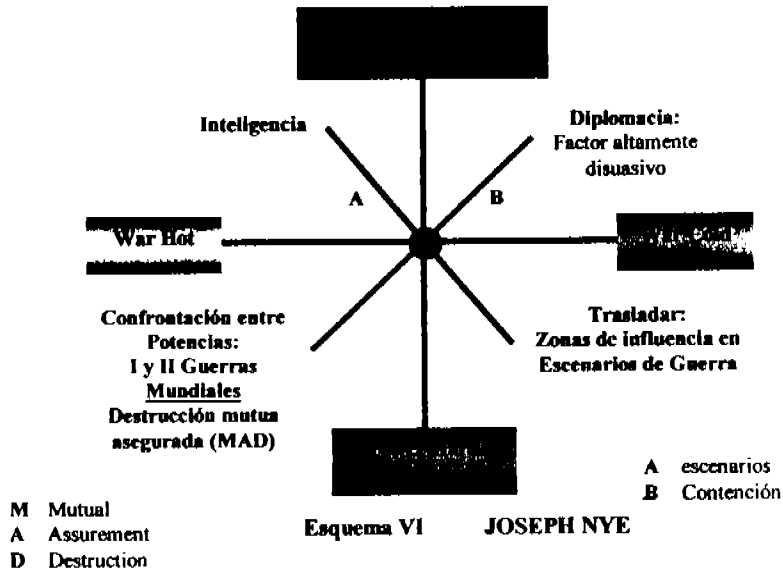 Inteligencia
Diplomacia:
Factor altamente
disuasivo
A
B
War Hot
Confrontación entre
Potencias:
I y II Guerras
Mundiales
Destrucción mutua
asegurada (MAD)
Trasladar:
Zonas de influencia en
Escenarios de Guerra
A escenarios
B Contención
M Mutual
A Assurement
D Destruction
Esquema VI JOSEPH NYE